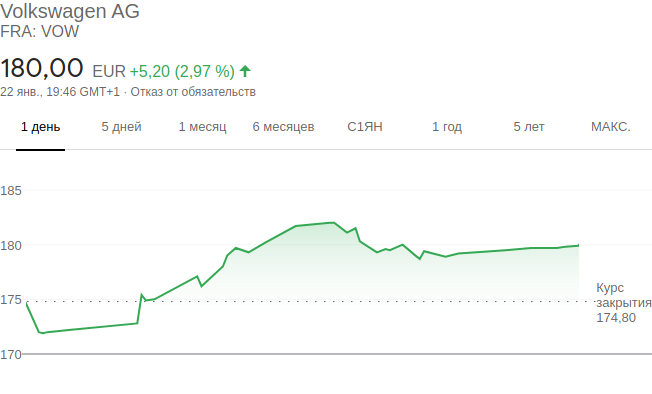 Volkswagen AG
FRA: VOW
180,00 EUR +5,20 (2,97 %)
22 янв., 19:46 GMT+1 · Отказ от обязательств
1 день 5 дней 1 месяц 6 месяцев С1ЯН 1 год 5 лет МАКС.
185
180
175
170
Курс
закрытия
174,80